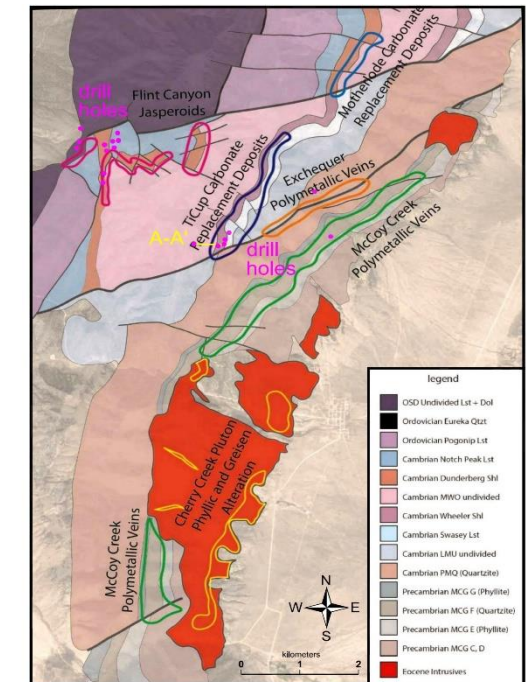 Motherlode Carbonate
Replacement Deposits
drill
holes
Flint Canyon
Jasperoids
TiCup Carbonate
Replacement Deposits
Exchequer
Polymetallic Veins
A-A'
drill
holes
McCoy Creek
Polymetallic Veins
Cherry Creek Pluton
Phyllic and Greisen
Alteration
McCoy Creek
Polymetallic Veins
N
W E
S
kilometers
0 1 2
legend
OSD Undivided Lst + Dol
Ordovician Eureka Qtzt
Ordovician Pogonip Lst
Cambrian Notch Peak Lst
Cambrian Dunderberg Shl
Cambrian MWO undivided
Cambrian Wheeler Shl
Cambrian Swasey Lst
Cambrian LMU undivided
Cambrian PMQ (Quartzite)
Precambrian MCG G (Phyllite)
Precambrian MCG F (Quartzite)
Precambrian MCG E (Phyllite)
Precambrian MCG C, D
Eocene Intrusives